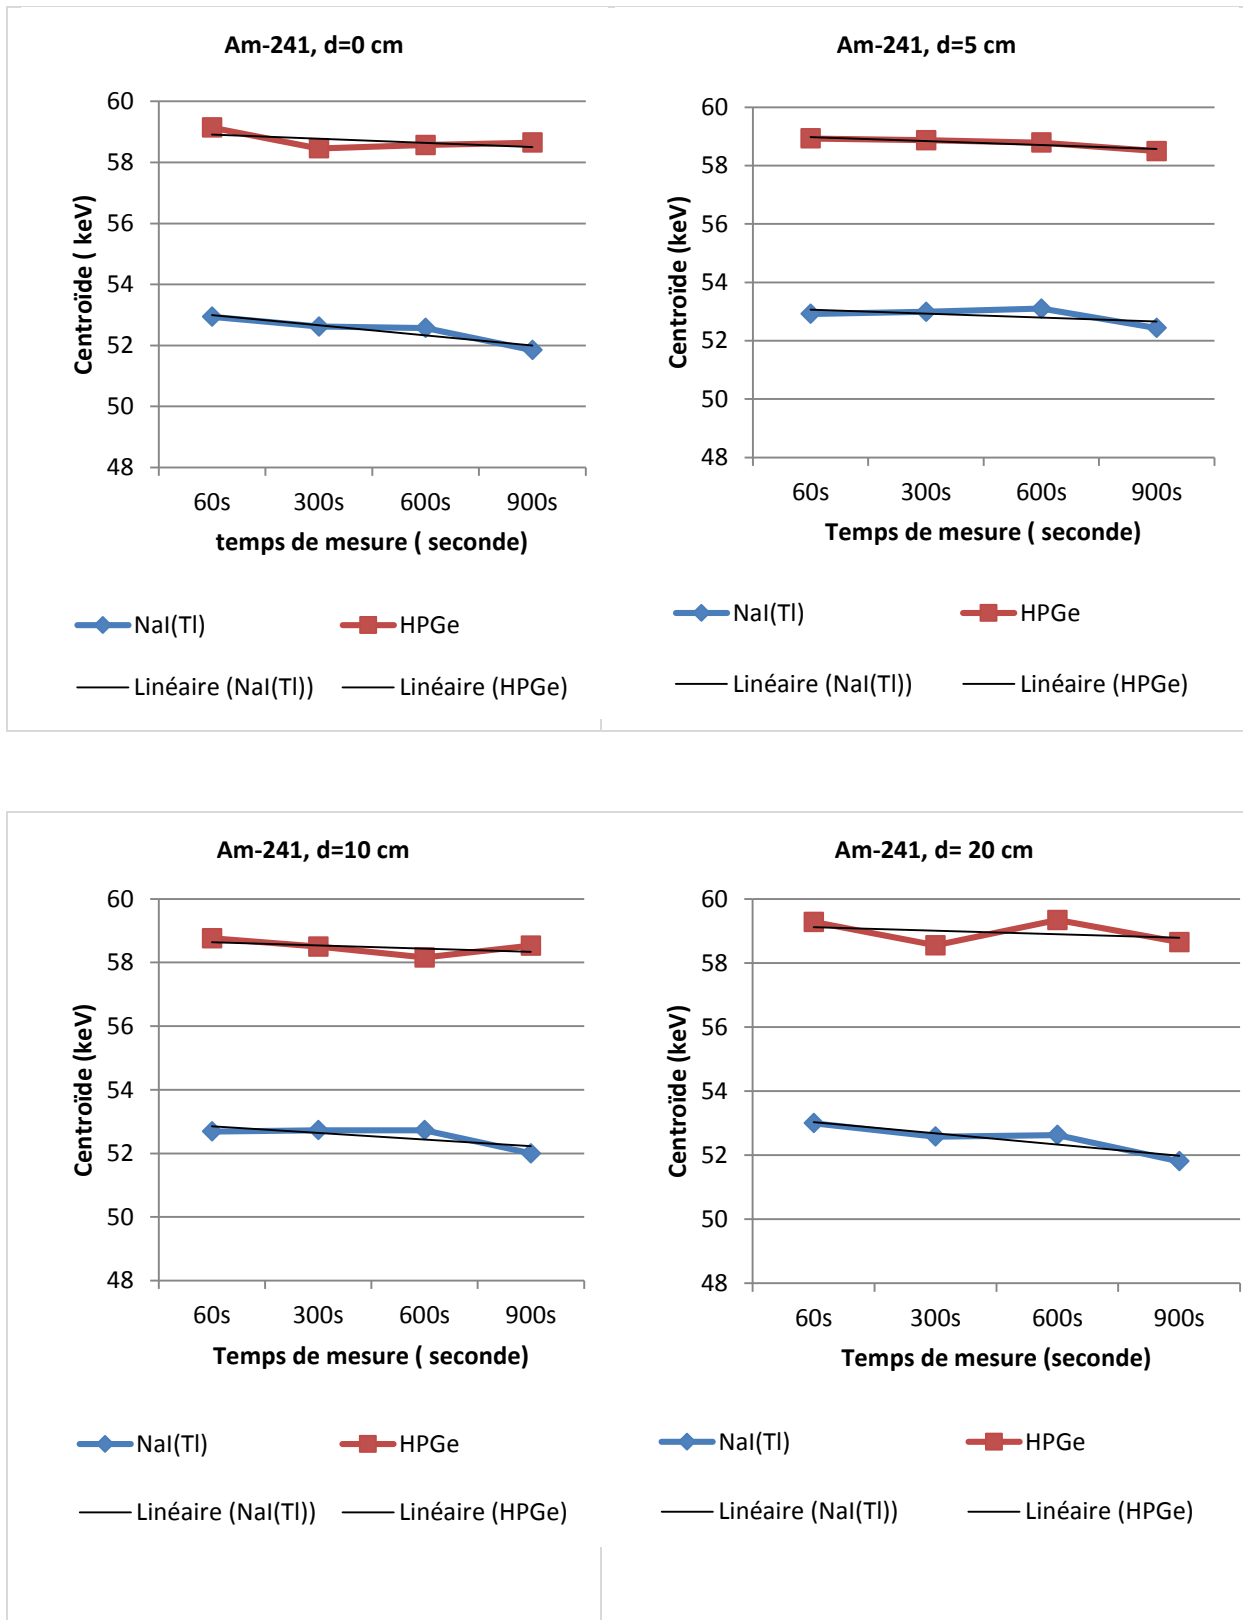 Am-241, d=0 cm
60
58
56
54
52
50
48
Centroïde ( keV)
60s 300s 600s 900s
temps de mesure ( seconde)
NaI(Tl) HPGe
Linéaire (NaI(Tl)) Linéaire (HPGe)
Am-241, d=5 cm
60
58
56
54
52
50
48
Centroïde (keV)
60s 300s 600s 900s
Temps de mesure ( seconde)
NaI(Tl) HPGe
Linéaire (NaI(Tl)) Linéaire (HPGe)
Am-241, d=10 cm
60
58
56
54
52
50
48
Centroïde (keV)
60s 300s 600s 900s
Temps de mesure ( seconde)
NaI(Tl) HPGe
Linéaire (NaI(Tl)) Linéaire (HPGe)
Am-241, d= 20 cm
60
58
56
54
52
50
48
Centroïde (keV)
60s 300s 600s 900s
Temps de mesure (seconde)
NaI(Tl) HPGe
Linéaire (NaI(Tl)) Linéaire (HPGe)